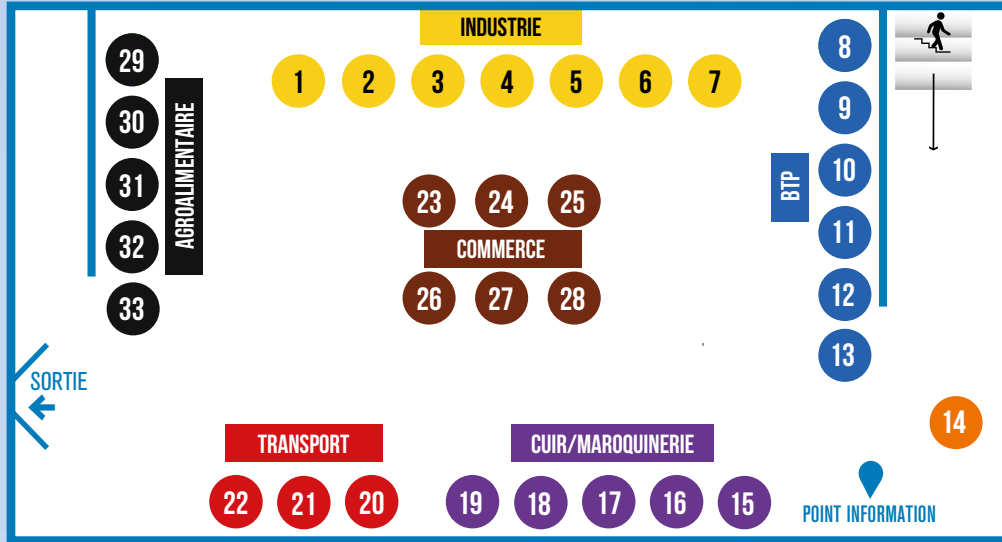 INDUSTRIE
1 2 3 4 5 6 7
8
9
10
11
12
13
BTP
29
30
31
32
33
AGROALIMENTAIRE
23 24 25
COMMERCE
26 27 28
SORTIE
14
TRANSPORT
22 21 20
CUIR/MAROQUINERIE
19 18 17 16 15
POINT INFORMATION